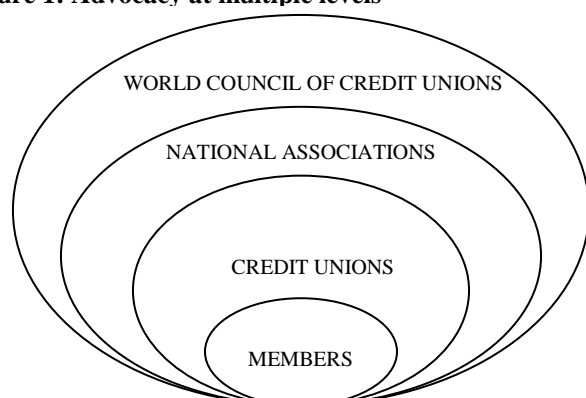 ure 1: Advocacy at multiple levels
WORLD COUNCIL OF CREDIT UNIONS
NATIONAL ASSOCIATIONS
CREDIT UNIONS
MEMBERS